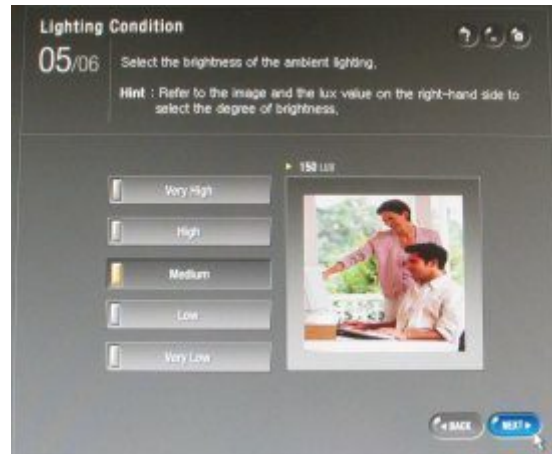 Lighting Condition
05/06
Select the brightness of the ambient lighting.
Hint : Refer to the image and the lux value on the right-hand side to
select the degree of brightness.
150 LUX
Very High
High
Medium
Low
Very Low
BACK
NEXT